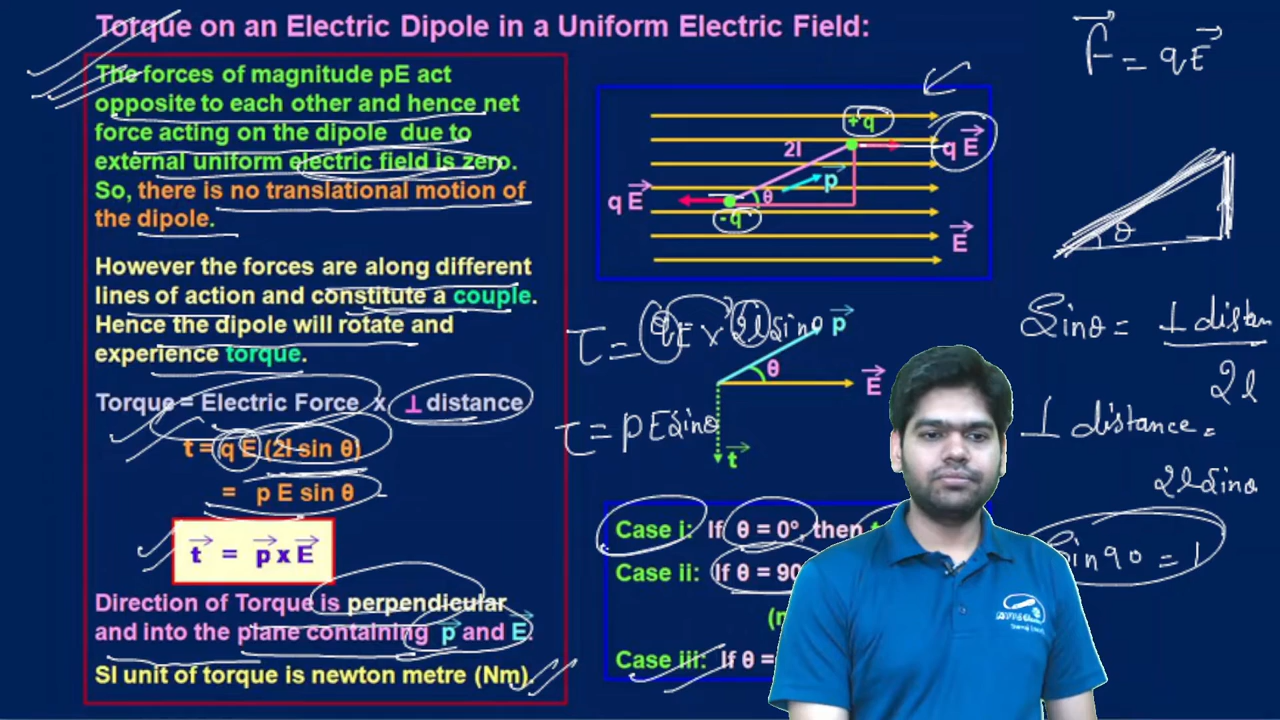 Torque on an Electric Dipole in a Uniform Electric Field:
The forces of magnitude pE act
opposite to each other and hence net
force acting on the dipole due to
external uniform electric field is zero.
So, there is no translational motion of
the dipole.
However the forces are along different
lines of action and constitute a couple.
Hence the dipole will rotate and
experience torque.
Torque = Electric Force x ⊥ distance
t = q E (2l sin θ)
= p E sin θ
t⃗ = p⃗ x E⃗
Direction of Torque is perpendicular
and into the plane containing p⃗ and E⃗.
SI unit of torque is newton metre (Nm).
+ q
2l
q E⃗
p⃗
q E⃗
θ
- q
E⃗
τ = qE × 2l sinθ
p⃗
θ
E⃗
τ = pE sinθ
t⃗
Case i: If θ = 0°, then
Case ii: If θ = 90
Case iii: If θ =
F⃗ = qE⃗
θ
Sinθ = ⊥ distan
2l
⊥ distance =
2l Sinθ
Sin 90 = 1